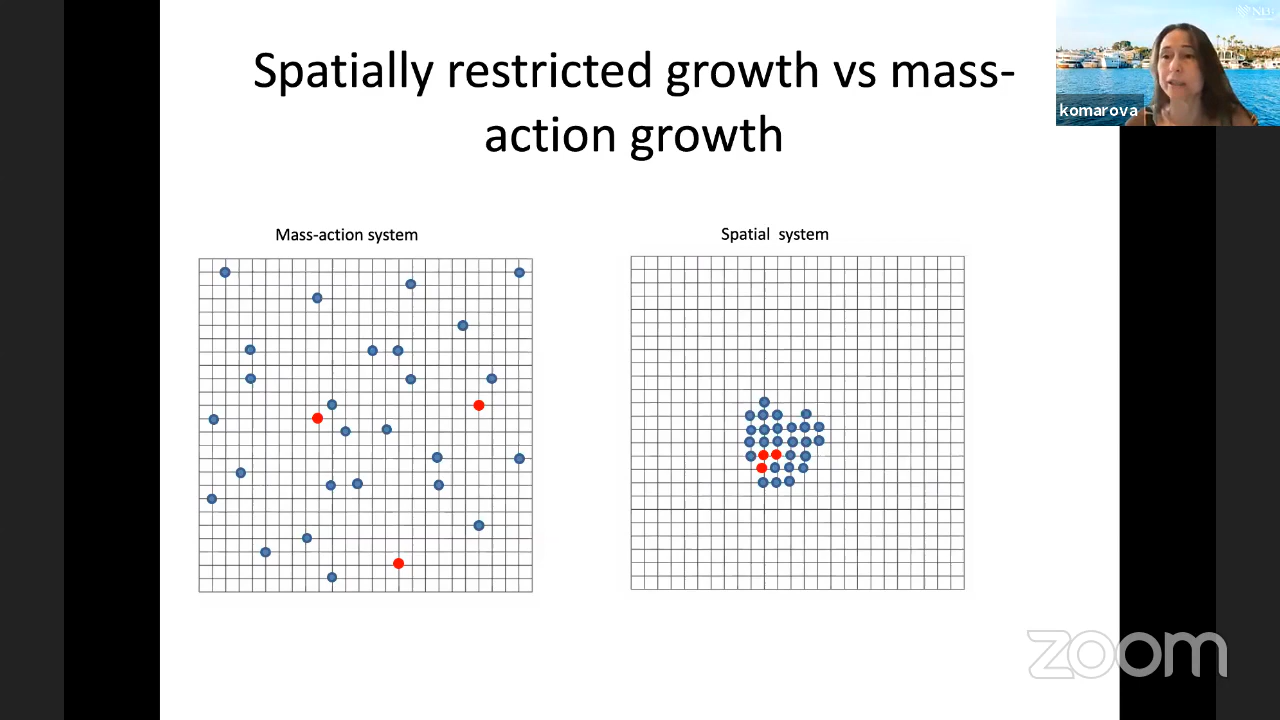 Spatially restricted growth vs mass-
action growth
komarova
Mass-action system
Spatial system
zoom